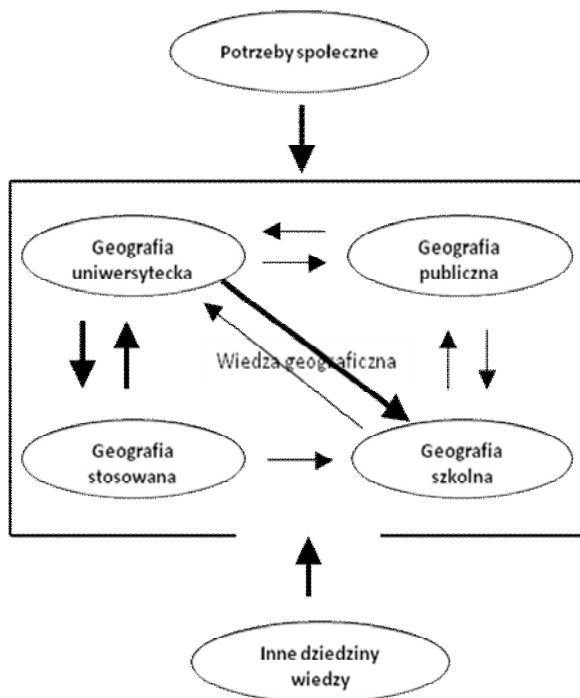 Potrzeby społeczne
Geografia
uniwersytecka
Geografia
publiczna
Wiedza geograficzna
Geografia
stosowana
Geografia
szkolna
Inne dziedziny
wiedzy